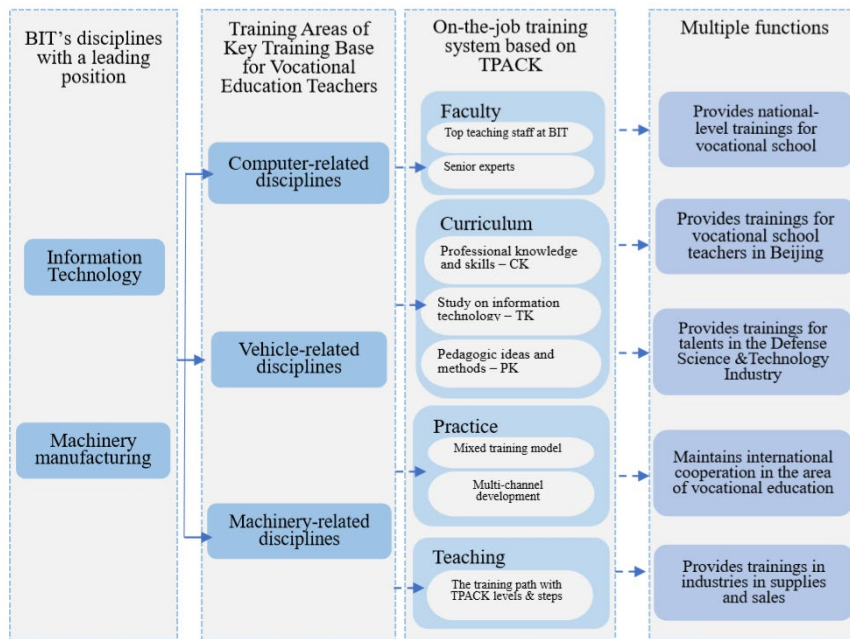 BIT's disciplines
with a leading
position
Information
Technology
Machinery
manufacturing
Training Areas of
Key Training Base
for Vocational
Education Teachers
Computer-related
disciplines
Vehicle-related
disciplines
Machinery-related
disciplines
On-the-job training
system based on
TPACK
Faculty
Top teaching staff at BIT
Senior experts
Curriculum
Professional knowledge
and skills – CK
Study on information
technology – TK
Pedagogic ideas and
methods – PK
Practice
Mixed training model
Multi-channel
development
Teaching
The training path with
TPACK levels & steps
Multiple functions
Provides national-
level trainings for
vocational school
Provides trainings for
vocational school
teachers in Beijing
Provides trainings for
talents in the Defense
Science &Technology
Industry
Maintains international
cooperation in the area
of vocational education
Provides trainings in
industries in supplies
and sales